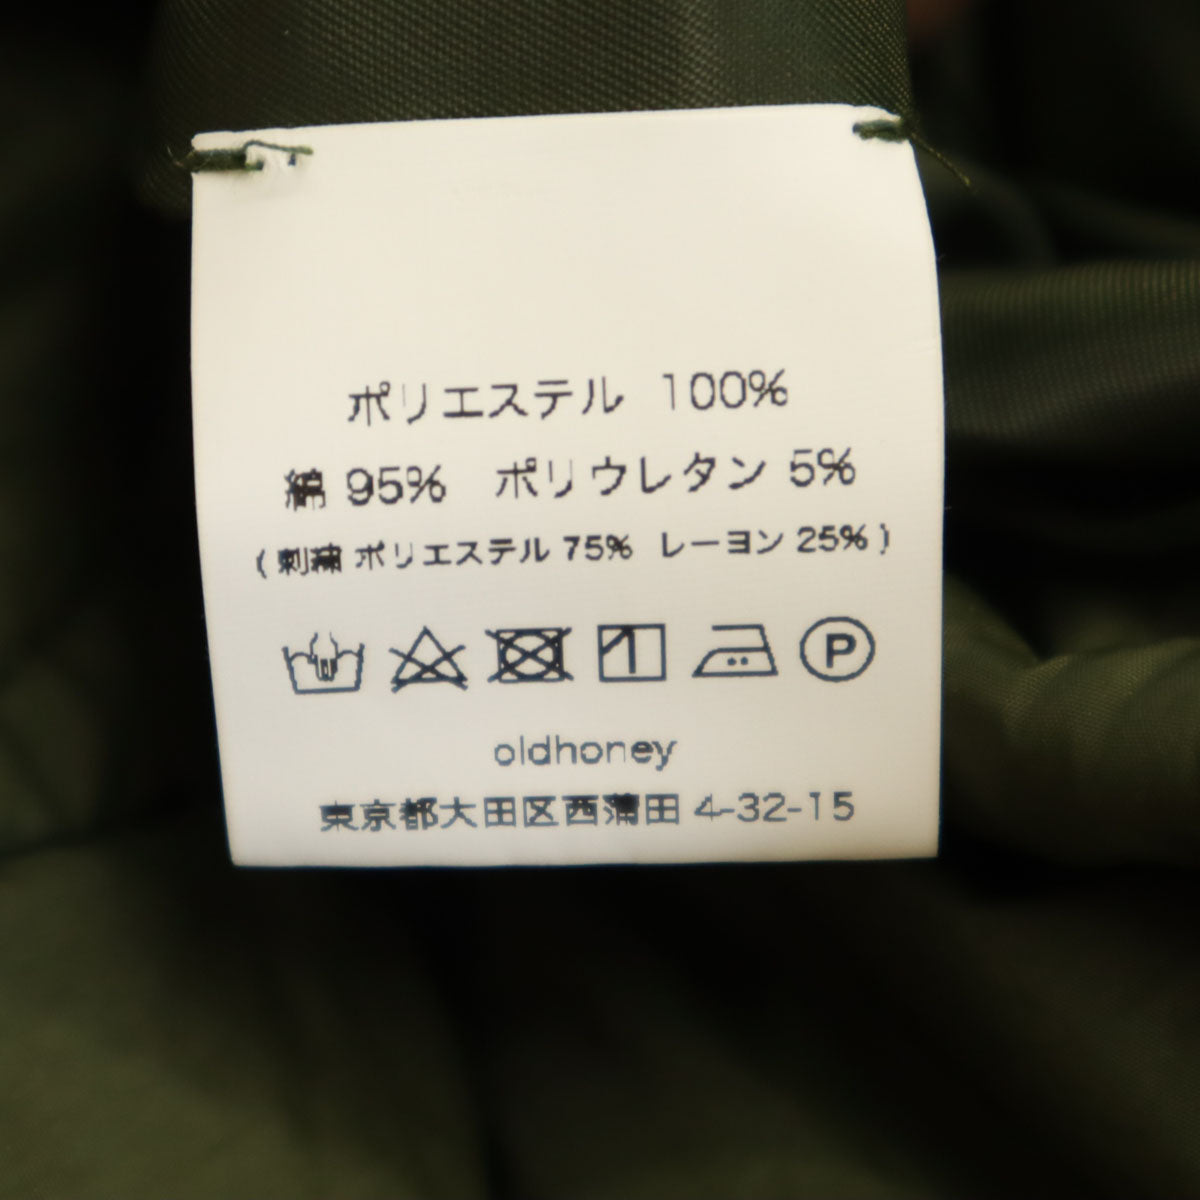 ポリエステル 100%
綿 95% ポリウレタン 5%
( 刺繍 ポリエステル 75% レーヨン 25% )
P
oldhoney
東京都大田区西蒲田 4-32-15